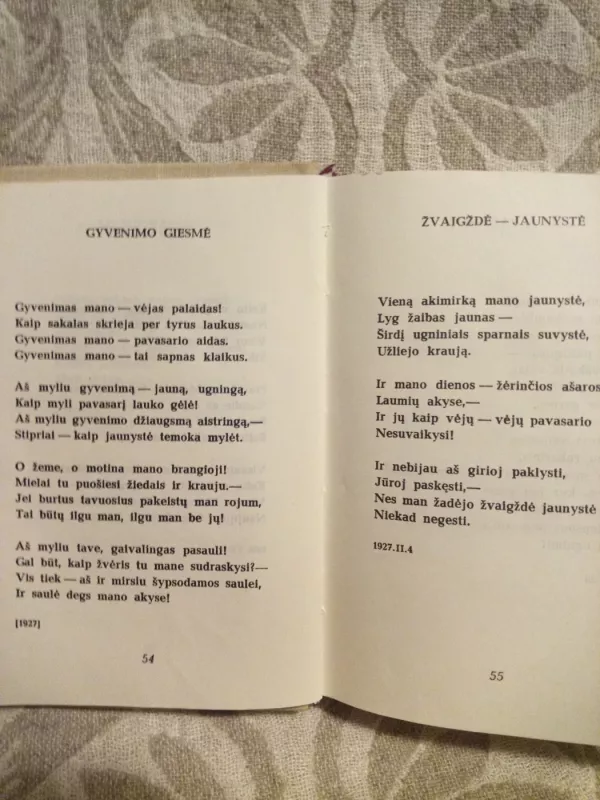 GYVENIMO GIESMĖ
Gyvenimas mano — vėjas palaidas!
Kaip sakalas skrieja per tyrus laukus.
Gyvenimas mano — pavasario aidas.
Gyvenimas mano — tai sapnas klaikus.
Aš myliu gyvenimą — jauną, ugningą,
Kaip myli pavasarį lauko gėlė!
Aš myliu gyvenimo džiaugsmą aistringą,—
Stipriai — kaip jaunystė temoka mylėt.
O žeme, o motina mano brangioji!
Mielai tu puošiesi žiedais ir krauju.—
Jei burtus tavuosius pakeistų man rojum,
Tai būtų ilgu man, ilgu man be jų!
Aš myliu tave, galvalingas pasauli!
Gal būt, kaip žvėris tu mane sudraskysi?—
Vis tiek — aš ir mirsiu šypsodamos saulei,
Ir saulė degs mano akyse!
[1927]
54
ŽVAIGŽDĖ — JAUNYSTĖ
Vieną akimirką mano jaunystė,
Lyg žaibas jaunas —
Širdį ugniniais sparnais suvystė,
Užliejo kraują.
Ir mano dienos — žėrinčios ašaros
Laumių akyse,—
Ir jų kaip vėjų — vėjų pavasario
Nesuvaikysi!
Ir nebijau aš girioj paklysti,
Jūroj paskęsti,—
Nes man žadėjo žvaigždė jaunystė
Niekad negesti.
1927.II.4
55